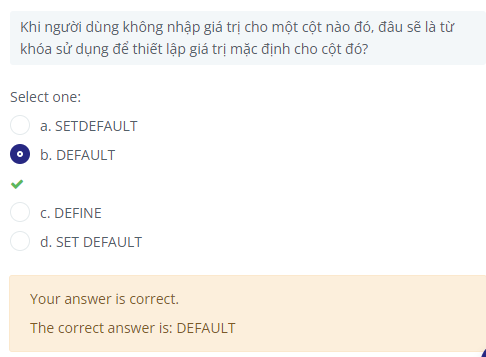 Khi người dùng không nhập giá trị cho một cột nào đó, đâu sẽ là từ
khóa sử dụng để thiết lập giá trị mặc định cho cột đó?
Select one:
a. SETDEFAULT
b. DEFAULT
c. DEFINE
d. SET DEFAULT
Your answer is correct.
The correct answer is: DEFAULT